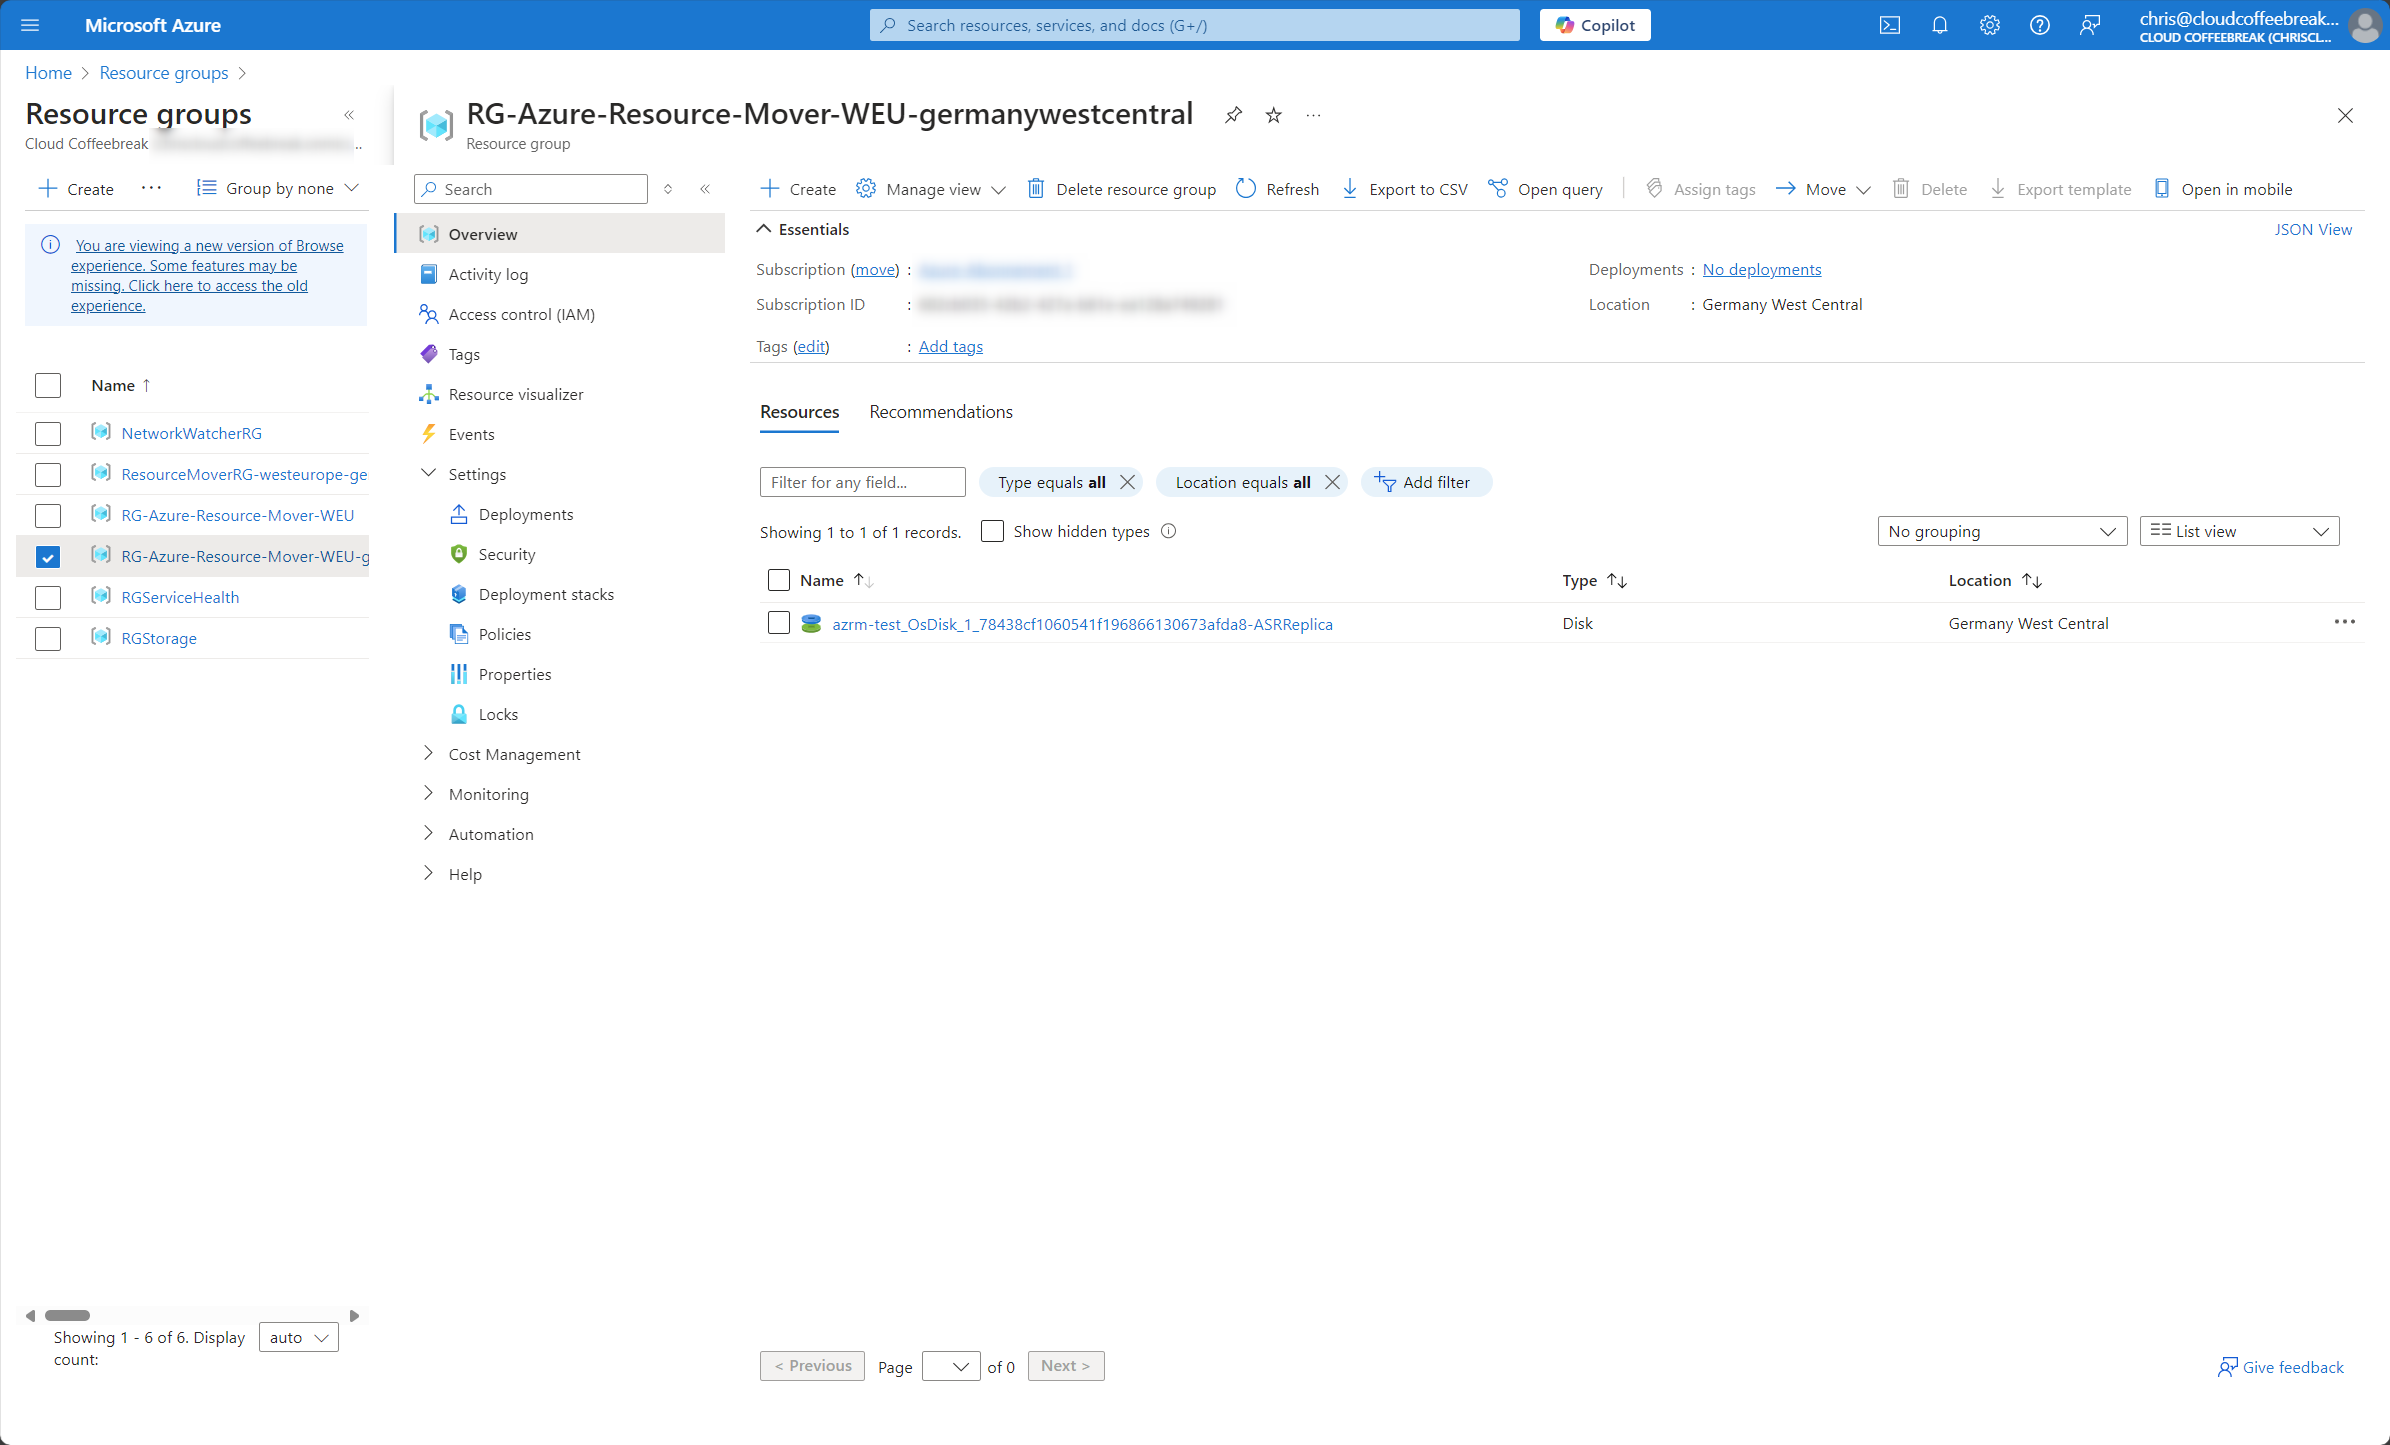 Microsoft Azure
Search resources, services, and docs (G+/)
Copilot
chris@cloudcoffeebreak...
CLOUD COFFEEBREAK (CHRISCL...
Home > Resource groups >
Resource groups
Cloud Coffeebreak
..
+ Create ... Group by none
You are viewing a new version of Browse
experience. Some features may be
missing. Click here to access the old
experience.
Name ↑
NetworkWatcherRG
ResourceMoverRG-westeurope-ge
RG-Azure-Resource-Mover-WEU
RG-Azure-Resource-Mover-WEU-g
RGServiceHealth
RGStorage
Showing 1 - 6 of 6. Display
count:
auto
RG-Azure-Resource-Mover-WEU-germanywestcentral
Resource group
Search
Overview
Activity log
Access control (IAM)
Tags
Resource visualizer
Events
Settings
Deployments
Security
Deployment stacks
Policies
Properties
Locks
Cost Management
Monitoring
Automation
Help
Create Manage view Delete resource group Refresh Export to CSV Open query Assign tags Move Delete Export template Open in mobile
Essentials
JSON View
Subscription (move) :
Subscription ID :
Tags (edit) : Add tags
Deployments : No deployments
Location : Germany West Central
Resources Recommendations
Filter for any field...
Type equals all
Location equals all
Add filter
Showing 1 to 1 of 1 records.
Show hidden types
No grouping
List view
Name Type Location
azrm-test_OsDisk_1_78438cf1060541f196866130673afda8-ASRReplica Disk Germany West Central
< Previous Page of 0 Next >
Give feedback